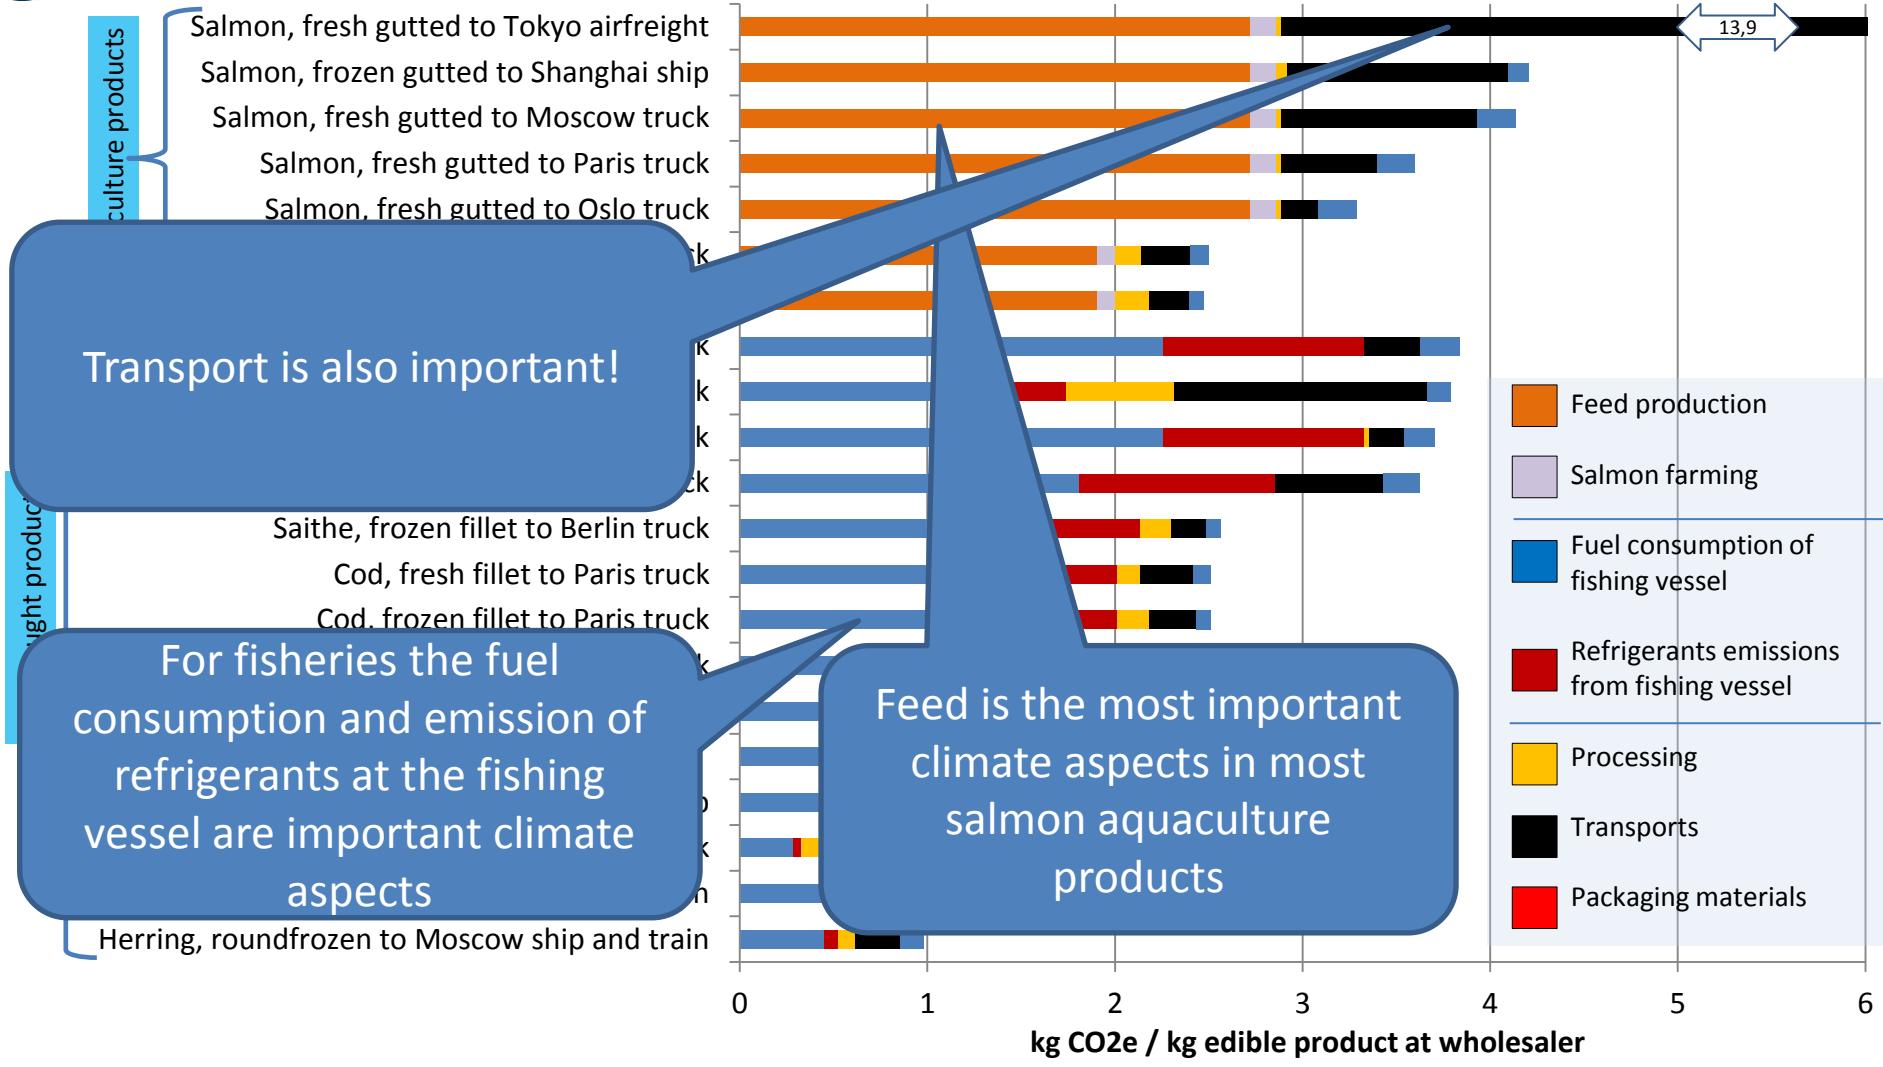 Salmon, fresh gutted to Tokyo airfreight
13,9
Salmon, frozen gutted to Shanghai ship
Salmon, fresh gutted to Moscow truck
Salmon, fresh gutted to Paris truck
Salmon, fresh gutted to Oslo truck
culture products
Transport is also important!
Saithe, frozen fillet to Berlin truck
Cod, fresh fillet to Paris truck
Cod, frozen fillet to Paris truck
For fisheries the fuel
consumption and emission of
refrigerants at the fishing
vessel are important climate
aspects
Feed is the most important
climate aspects in most
salmon aquaculture
products
Herring, roundfrozen to Moscow ship and train
Feed production
Salmon farming
Fuel consumption of
fishing vessel
Refrigerants emissions
from fishing vessel
Processing
Transports
Packaging materials
0 1 2 3 4 5 6
kg CO2e / kg edible product at wholesaler